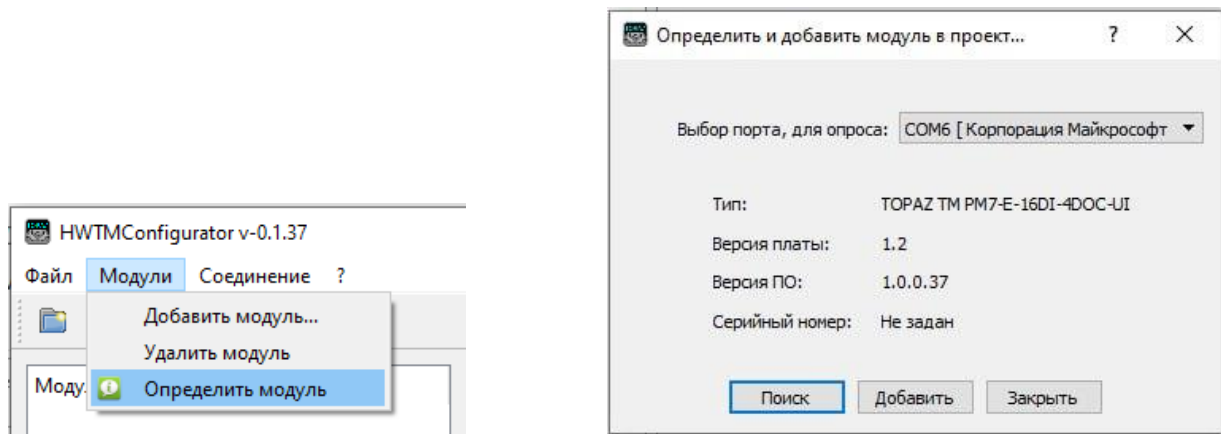 HWTMConfigurator v-0.1.37
Файл Модули Соединение ?
Добавить модуль...
Удалить модуль
Моду
Определить модуль
Определить и добавить модуль в проект... ?
Выбор порта, для опроса: COM6 [ Корпорация Майкрософт
Тип: TOPAZ TM PM7-E-16DI-4DOC-UI
Версия платы: 1.2
Версия ПО: 1.0.0.37
Серийный номер: Не задан
Поиск Добавить Закрыть